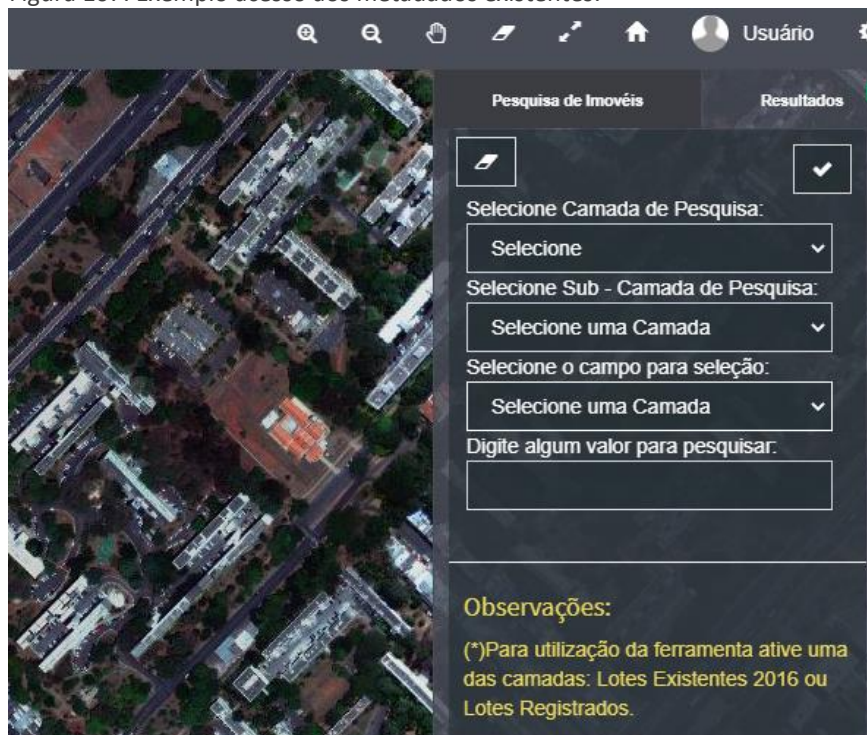 Usuário
Pesquisa de Imovéis
Resultados
Selecione Camada de Pesquisa:
Selecione
Selecione Sub - Camada de Pesquisa:
Selecione uma Camada
Selecione o campo para seleção:
Selecione uma Camada
Digite algum valor para pesquisar:
Observações:
(*)Para utilização da ferramenta ative uma
das camadas: Lotes Existentes 2016 ou
Lotes Registrados.